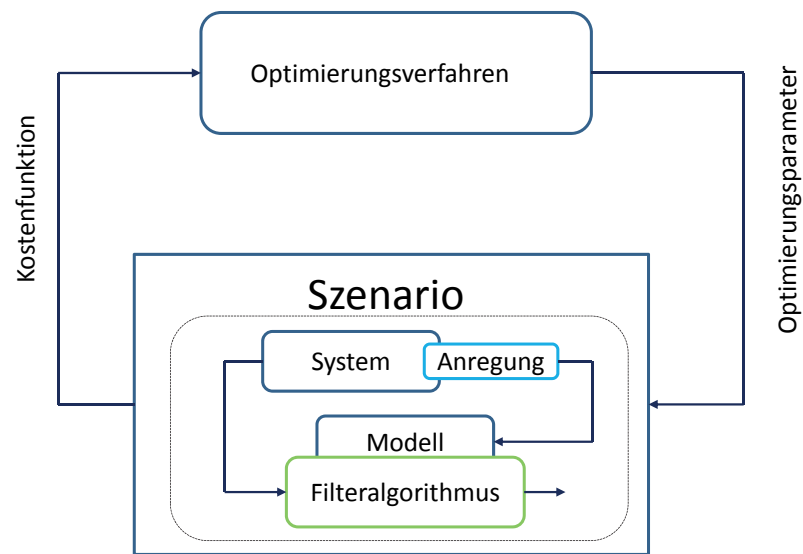 Optimierungsverfahren
Kostenfunktion
Optimierungsparameter
Szenario
System
Anregung
Modell
Filteralgorithmus